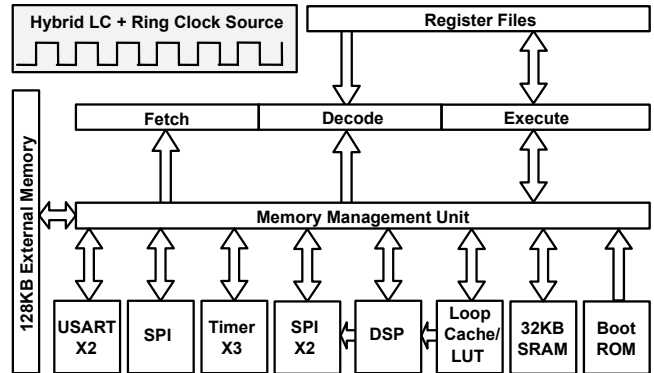 Hybrid LC + Ring Clock Source
Register Files
Fetch
Decode
Execute
128KB External Memory
Memory Management Unit
USART
X2
SPI
Timer
X3
SPI
X2
DSP
Loop
Cache/
LUT
32KB
SRAM
Boot
ROM